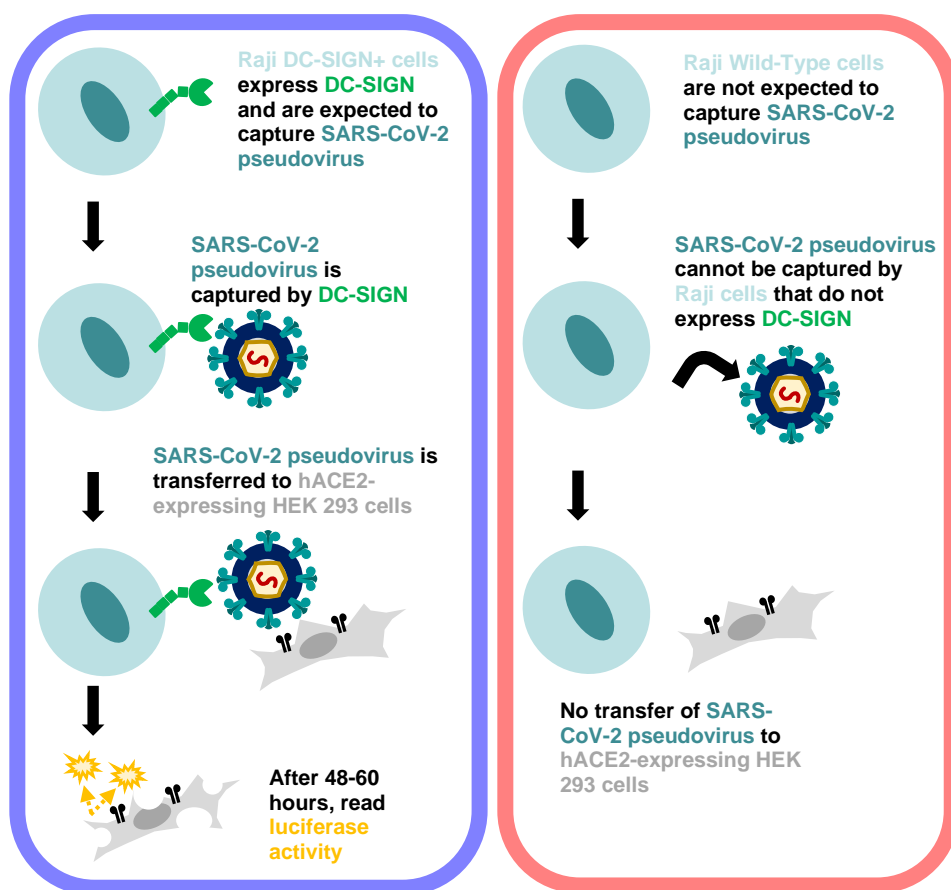 Raji DC-SIGN+ cells
express DC-SIGN
and are expected to
capture SARS-CoV-2
pseudovirus
SARS-CoV-2
pseudovirus is
captured by DC-SIGN
SARS-CoV-2 pseudovirus is
transferred to hACE2-
expressing HEK 293 cells
After 48-60
hours, read
luciferase
activity
Raji Wild-Type cells
are not expected to
capture SARS-CoV-2
pseudovirus
SARS-CoV-2 pseudovirus
cannot be captured by
Raji cells that do not
express DC-SIGN
No transfer of SARS-
CoV-2 pseudovirus to
hACE2-expressing HEK
293 cells